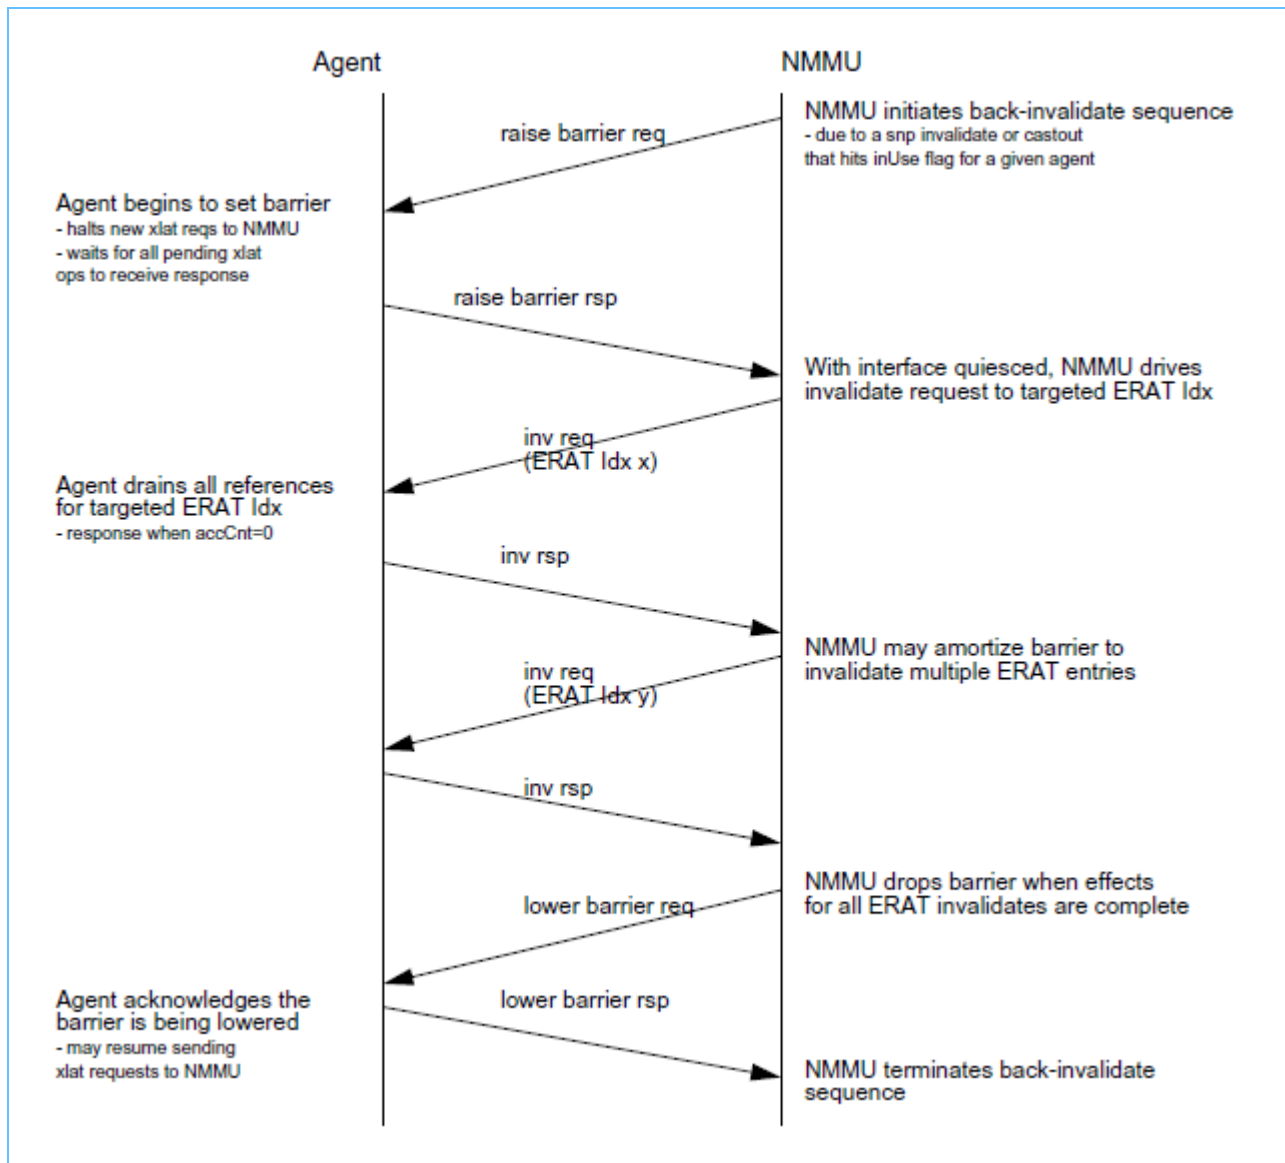 Agent
NMMU
NMMU initiates back-invalidate sequence
- due to a snp invalidate or castout
that hits inUse flag for a given agent
raise barrier req
Agent begins to set barrier
- halts new xlat reqs to NMMU
- waits for all pending xlat
ops to receive response
raise barrier rsp
With interface quiesced, NMMU drives
invalidate request to targeted ERAT Idx
inv req
(ERAT Idx x)
Agent drains all references
for targeted ERAT Idx
- response when accCnt=0
inv rsp
NMMU may amortize barrier to
invalidate multiple ERAT entries
inv req
(ERAT Idx y)
inv rsp
NMMU drops barrier when effects
for all ERAT invalidates are complete
lower barrier req
Agent acknowledges the
barrier is being lowered
- may resume sending
xlat requests to NMMU
lower barrier rsp
NMMU terminates back-invalidate
sequence